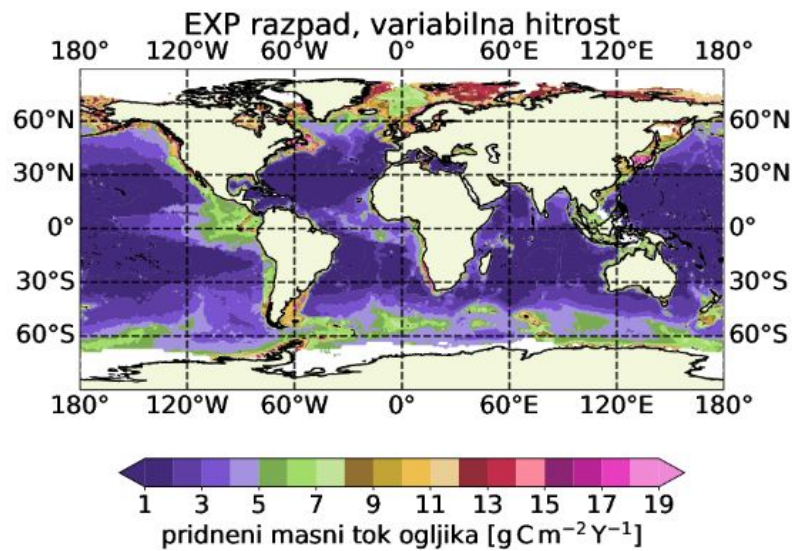 EXP razpad, variabilna hitrost
180° 120°W 60°W 0° 60°E 120°E 180°
60°N 60°N
30°N 30°N
0° 0°
30°S 30°S
60°S 60°S
180° 120°W 60°W 0° 60°E 120°E 180°
1 3 5 7 9 11 13 15 17 19
pridneni masni tok ogljika [g C m⁻² Y⁻¹]